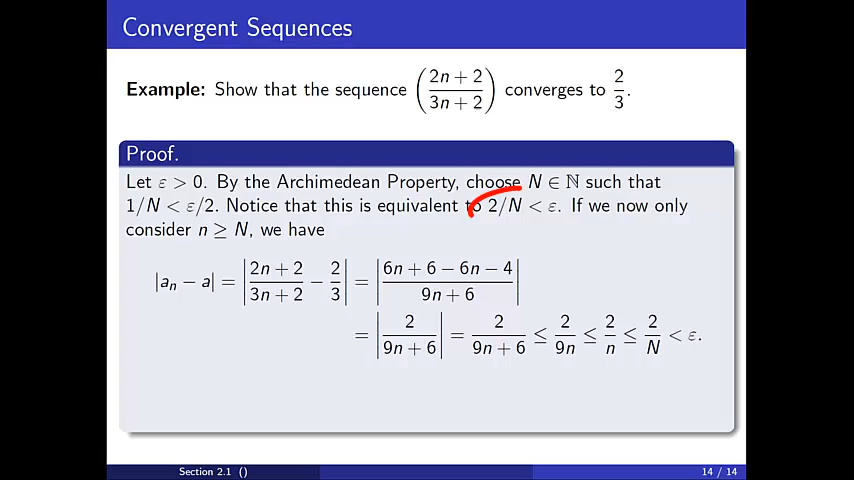 Convergent Sequences
Example: Show that the sequence ((2n + 2)/(3n + 2)) converges to 2/3.
Proof.
Let ε > 0. By the Archimedean Property, choose N ∈ ℕ such that
1/N < ε/2. Notice that this is equivalent to 2/N < ε. If we now only
consider n ≥ N, we have
|aₙ − a| = |(2n + 2)/(3n + 2) − 2/3| = |(6n + 6 − 6n − 4)/(9n + 6)|
= |2/(9n + 6)| = 2/(9n + 6) ≤ 2/(9n) ≤ 2/n ≤ 2/N < ε.
Section 2.1 () 14 / 14